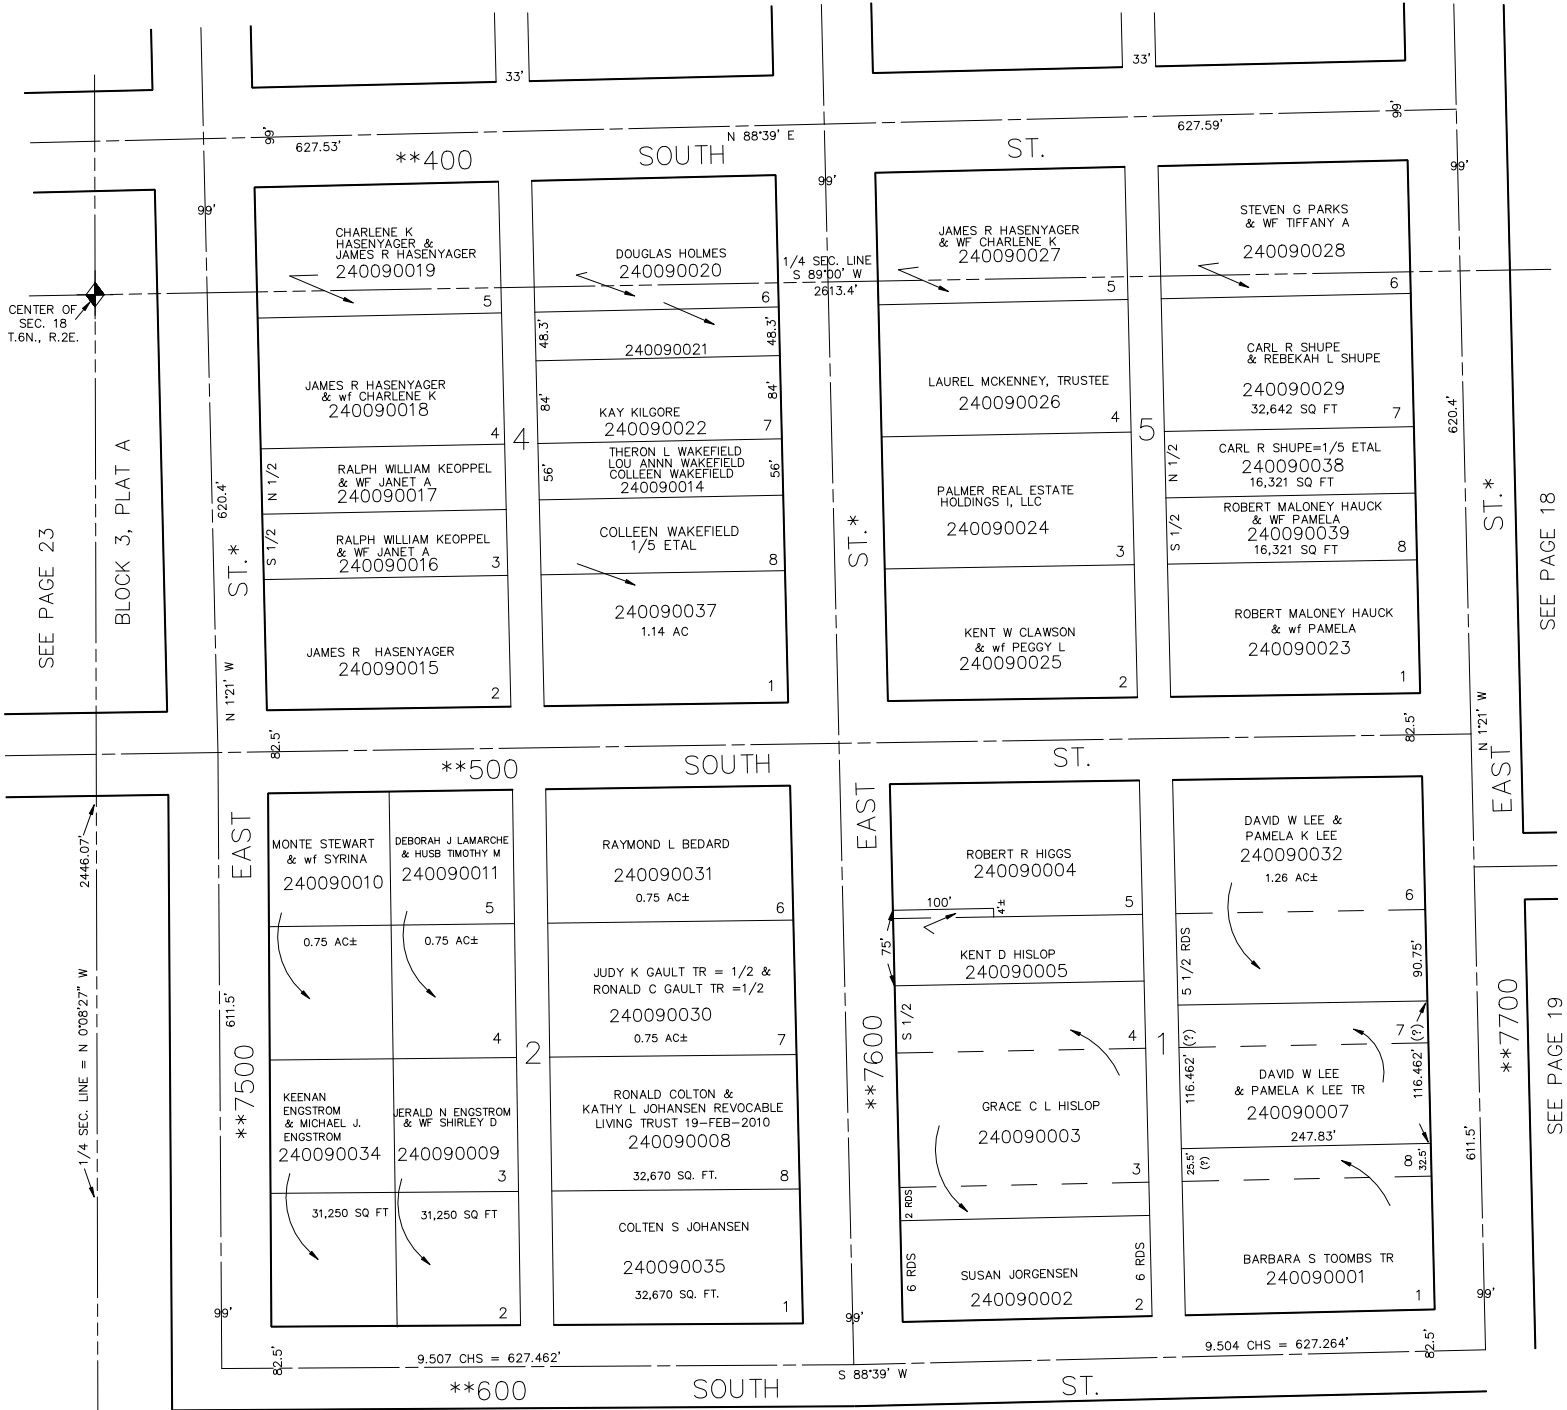 33'
33'
99'
627.53'
N 88°39' E
627.59'
99'
**400 SOUTH ST.
99'
99'
99'
CHARLENE K
HASENYAGER &
JAMES R HASENYAGER
240090019
5
DOUGLAS HOLMES
240090020
6
1/4 SEC. LINE
S 89°00' W
2613.4'
JAMES R HASENYAGER
& WF CHARLENE K
240090027
5
STEVEN G PARKS
& WF TIFFANY A
240090028
6
CENTER OF
SEC. 18
T.6N., R.2E.
48.3'
240090021
48.3'
JAMES R HASENYAGER
& wf CHARLENE K
240090018
4
4
84'
KAY KILGORE
240090022
84'
7
LAUREL MCKENNEY, TRUSTEE
240090026
4
5
CARL R SHUPE
& REBEKAH L SHUPE
240090029
32,642 SQ FT
7
620.4'
N 1/2
RALPH WILLIAM KEOPPEL
& WF JANET A
240090017
56'
THERON L WAKEFIELD
LOU ANNN WAKEFIELD
COLLEEN WAKEFIELD
240090014
56'
N 1/2
CARL R SHUPE=1/5 ETAL
240090038
16,321 SQ FT
S 1/2
RALPH WILLIAM KEOPPEL
& WF JANET A
240090016
3
COLLEEN WAKEFIELD
1/5 ETAL
8
PALMER REAL ESTATE
HOLDINGS I, LLC
240090024
3
S 1/2
ROBERT MALONEY HAUCK
& WF PAMELA
240090039
16,321 SQ FT
8
SEE PAGE 23
BLOCK 3, PLAT A
620.4'
ST.*
ST.*
ST.*
SEE PAGE 18
JAMES R HASENYAGER
240090015
2
240090037
1.14 AC
1
KENT W CLAWSON
& wf PEGGY L
240090025
2
ROBERT MALONEY HAUCK
& wf PAMELA
240090023
1
N 1°21' W
N 1°21' W
82.5'
82.5'
**500 SOUTH ST.
EAST
EAST
EAST
2446.07'
MONTE STEWART
& wf SYRINA
240090010
0.75 AC±
DEBORAH J LAMARCHE
& HUSB TIMOTHY M
240090011
5
0.75 AC±
4
RAYMOND L BEDARD
240090031
0.75 AC±
6
ROBERT R HIGGS
240090004
5
100'
4'±
DAVID W LEE &
PAMELA K LEE
240090032
1.26 AC±
6
75'
KENT D HISLOP
240090005
5 1/2 RDS
90.75'
JUDY K GAULT TR = 1/2 &
RONALD C GAULT TR =1/2
240090030
0.75 AC±
7
2
611.5'
S 1/2
4
1
7
116.462' (?)
116.462' (?)
DAVID W LEE
& PAMELA K LEE TR
240090007
247.83'
1/4 SEC. LINE = N 0°08'27" W
**7500
**7600
**7700
SEE PAGE 19
KEENAN
ENGSTROM
& MICHAEL J.
ENGSTROM
240090034
31,250 SQ FT
JERALD N ENGSTROM
& WF SHIRLEY D
240090009
3
31,250 SQ FT
2
RONALD COLTON &
KATHY L JOHANSEN REVOCABLE
LIVING TRUST 19-FEB-2010
240090008
32,670 SQ. FT.
8
GRACE C L HISLOP
240090003
3
2 RDS
25.5'
(?)
8
32.5'
611.5'
COLTEN S JOHANSEN
240090035
32,670 SQ. FT.
1
6 RDS
SUSAN JORGENSEN
240090002
6 RDS
2
BARBARA S TOOMBS TR
240090001
1
99'
99'
99'
82.5'
9.507 CHS = 627.462'
S 88°39' W
9.504 CHS = 627.264'
82.5'
**600 SOUTH ST.